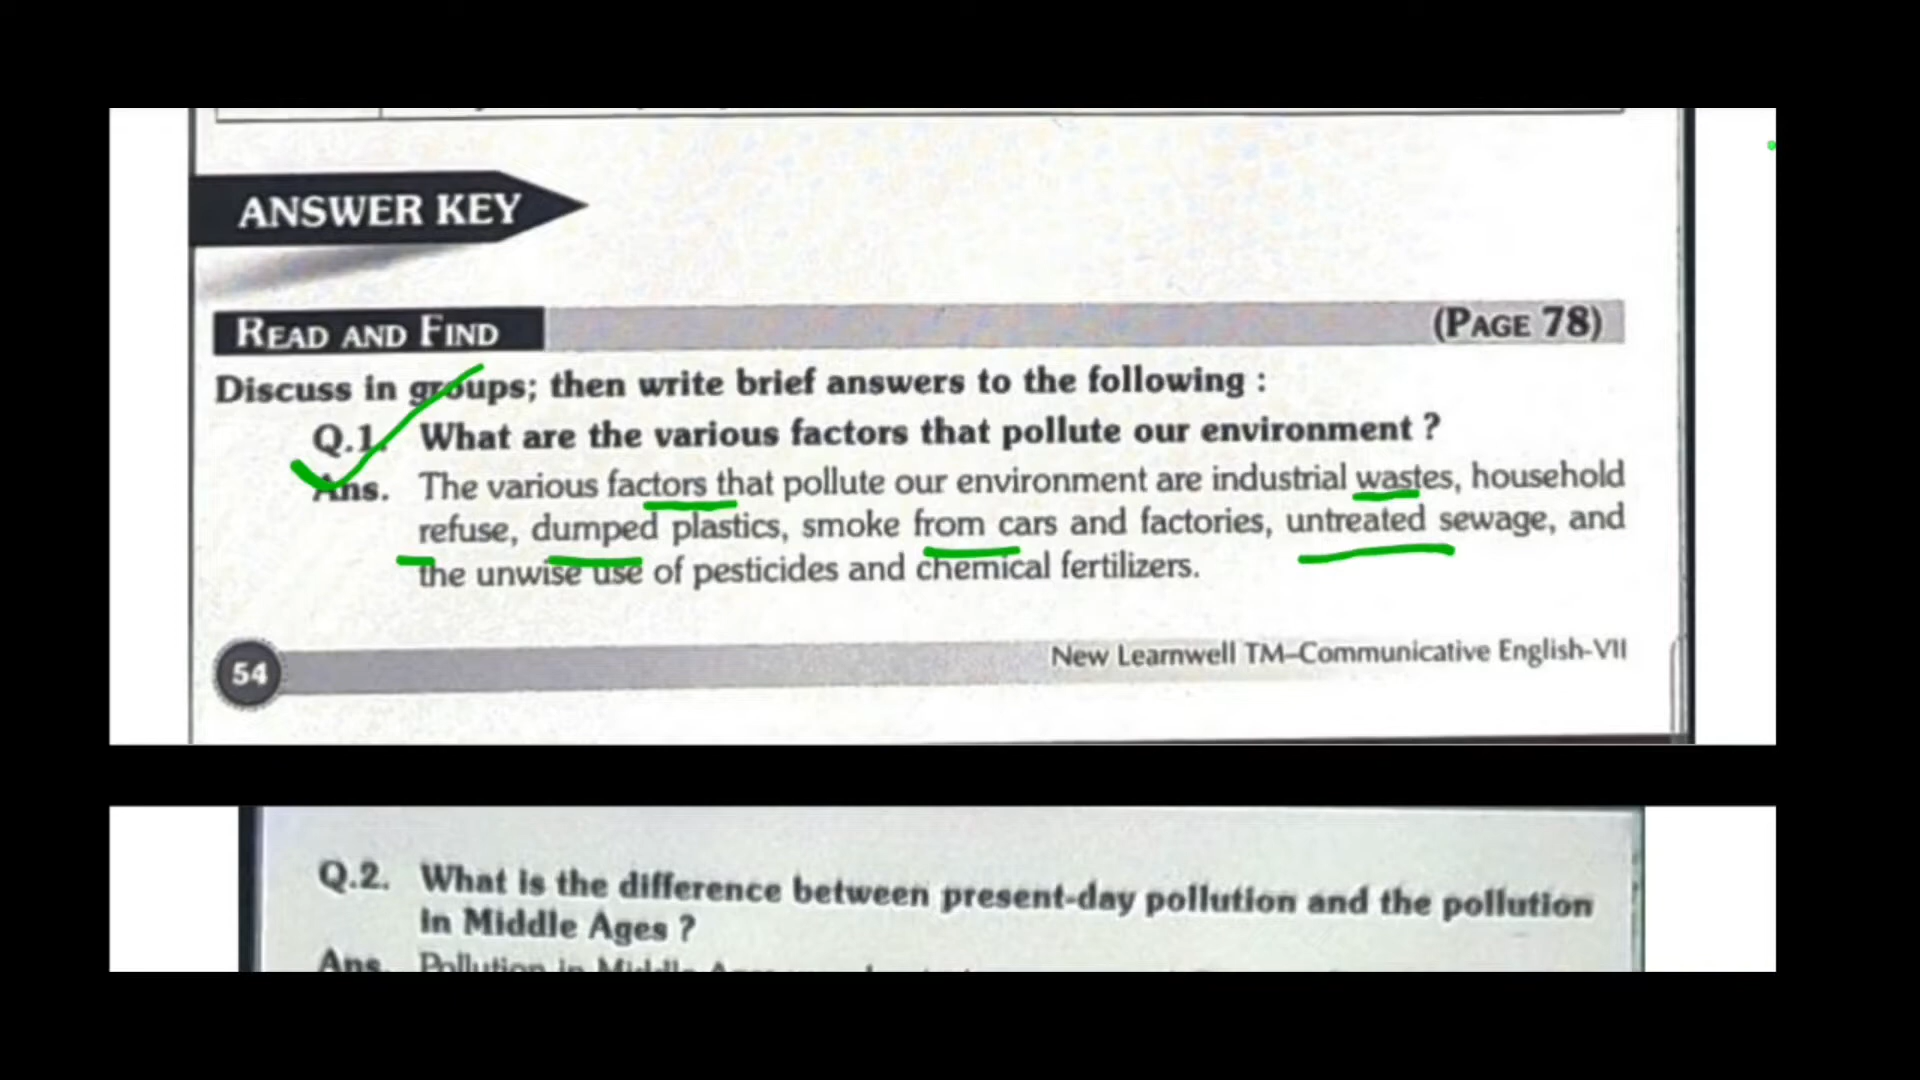 ANSWER KEY
READ AND FIND (PAGE 78)
Discuss in groups; then write brief answers to the following :
Q.1. What are the various factors that pollute our environment ?
Ans. The various factors that pollute our environment are industrial wastes, household
refuse, dumped plastics, smoke from cars and factories, untreated sewage, and
the unwise use of pesticides and chemical fertilizers.
54 New Learnwell TM–Communicative English-VII
Q.2. What is the difference between present-day pollution and the pollution
in Middle Ages ?
Ans. Pollution in Middle